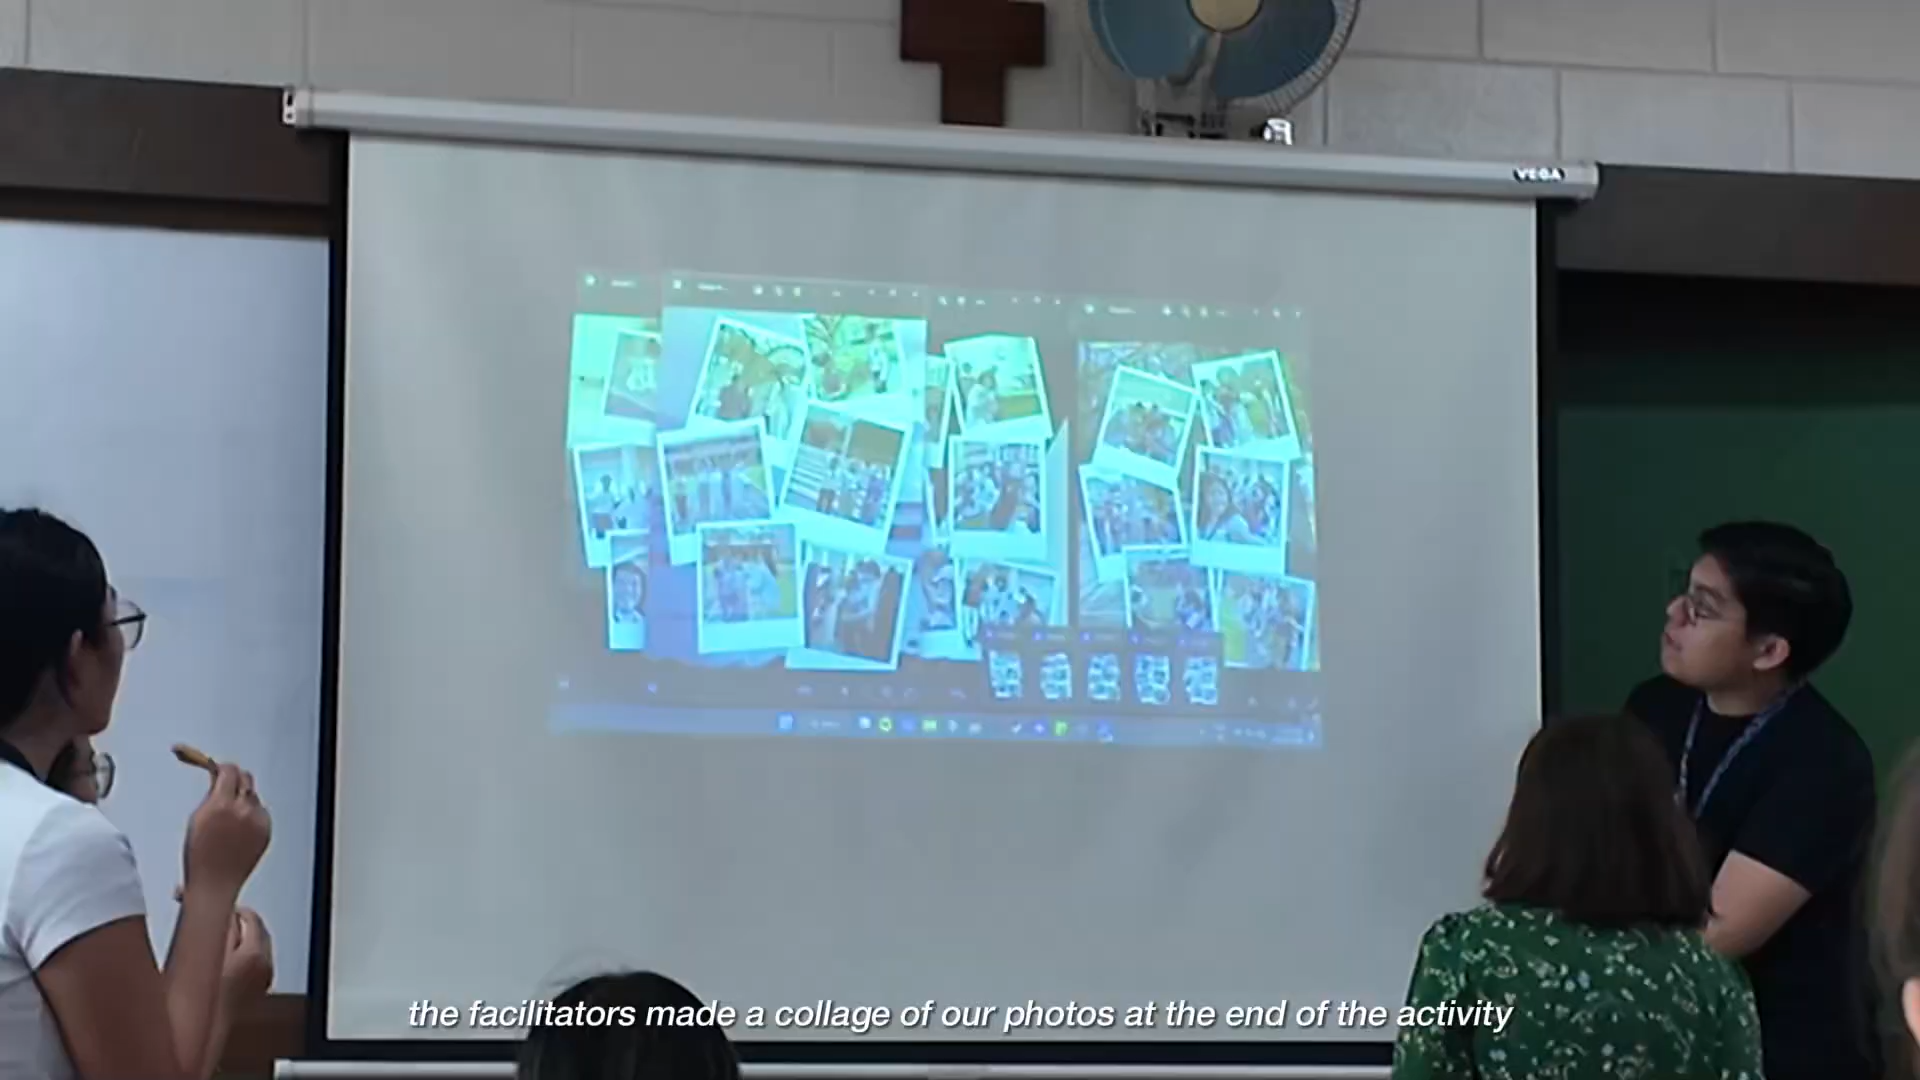 VEGA
the facilitators made a collage of our photos at the end of the activity